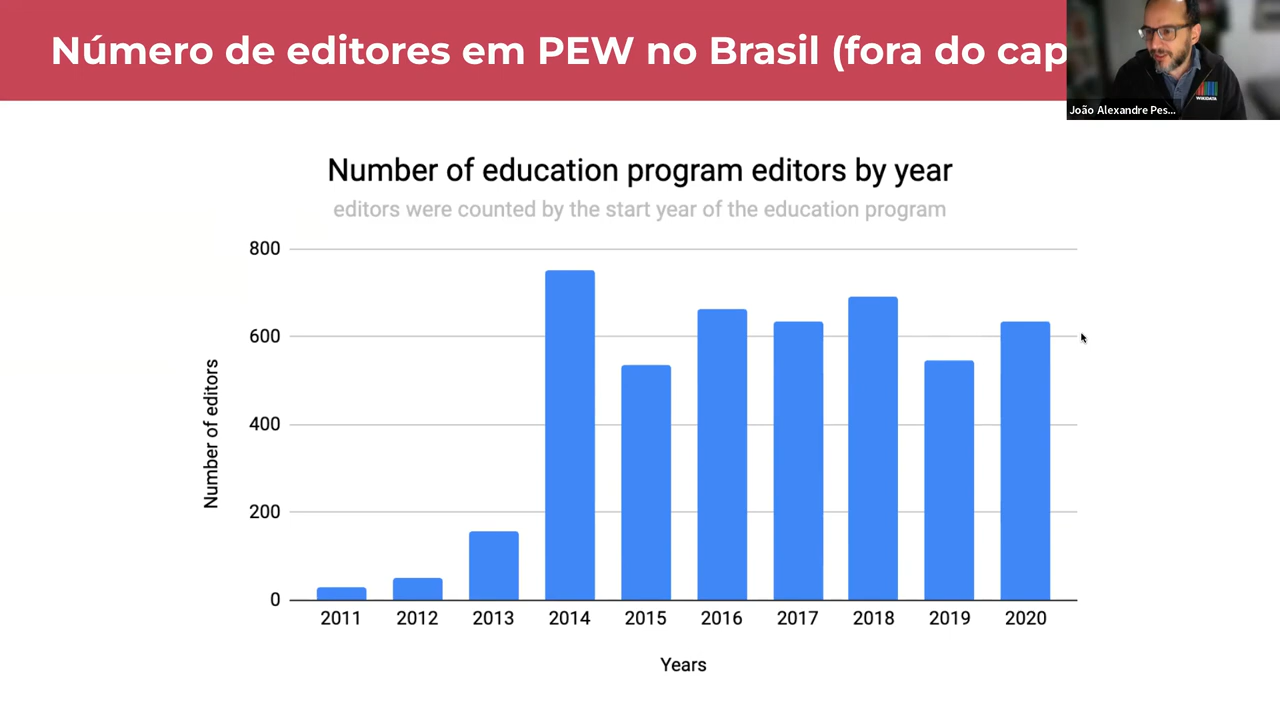 Número de editores em PEW no Brasil (fora do cap
João Alexandre Pes...
WIKIDATA
Number of education program editors by year
editors were counted by the start year of the education program
Number of editors
800
600
400
200
0
2011 2012 2013 2014 2015 2016 2017 2018 2019 2020
Years